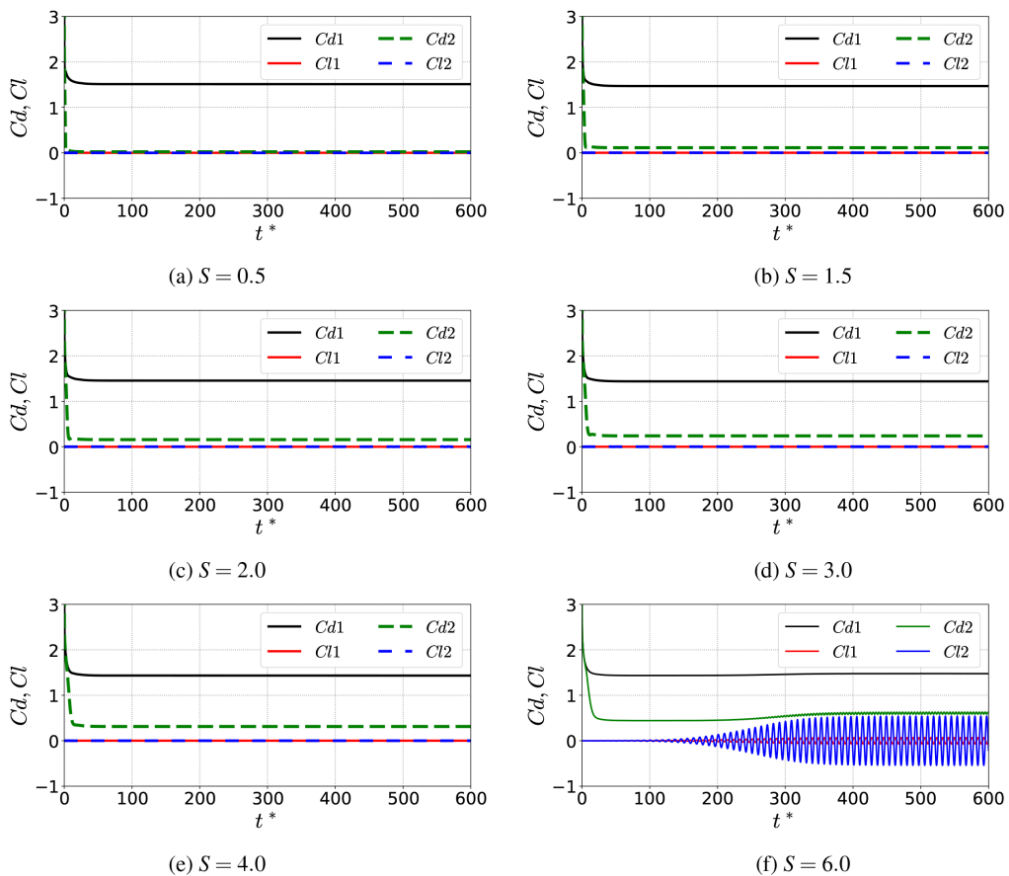 3
2
1
0
−1
Cd, Cl
Cd1
Cd2
Cl1
Cl2
0 100 200 300 400 500 600
t*
(a) S = 0.5
3
2
1
0
−1
Cd, Cl
Cd1
Cd2
Cl1
Cl2
0 100 200 300 400 500 600
t*
(b) S = 1.5
3
2
1
0
−1
Cd, Cl
Cd1
Cd2
Cl1
Cl2
0 100 200 300 400 500 600
t*
(c) S = 2.0
3
2
1
0
−1
Cd, Cl
Cd1
Cd2
Cl1
Cl2
0 100 200 300 400 500 600
t*
(d) S = 3.0
3
2
1
0
−1
Cd, Cl
Cd1
Cd2
Cl1
Cl2
0 100 200 300 400 500 600
t*
(e) S = 4.0
3
2
1
0
−1
Cd, Cl
Cd1
Cd2
Cl1
Cl2
0 100 200 300 400 500 600
t*
(f) S = 6.0